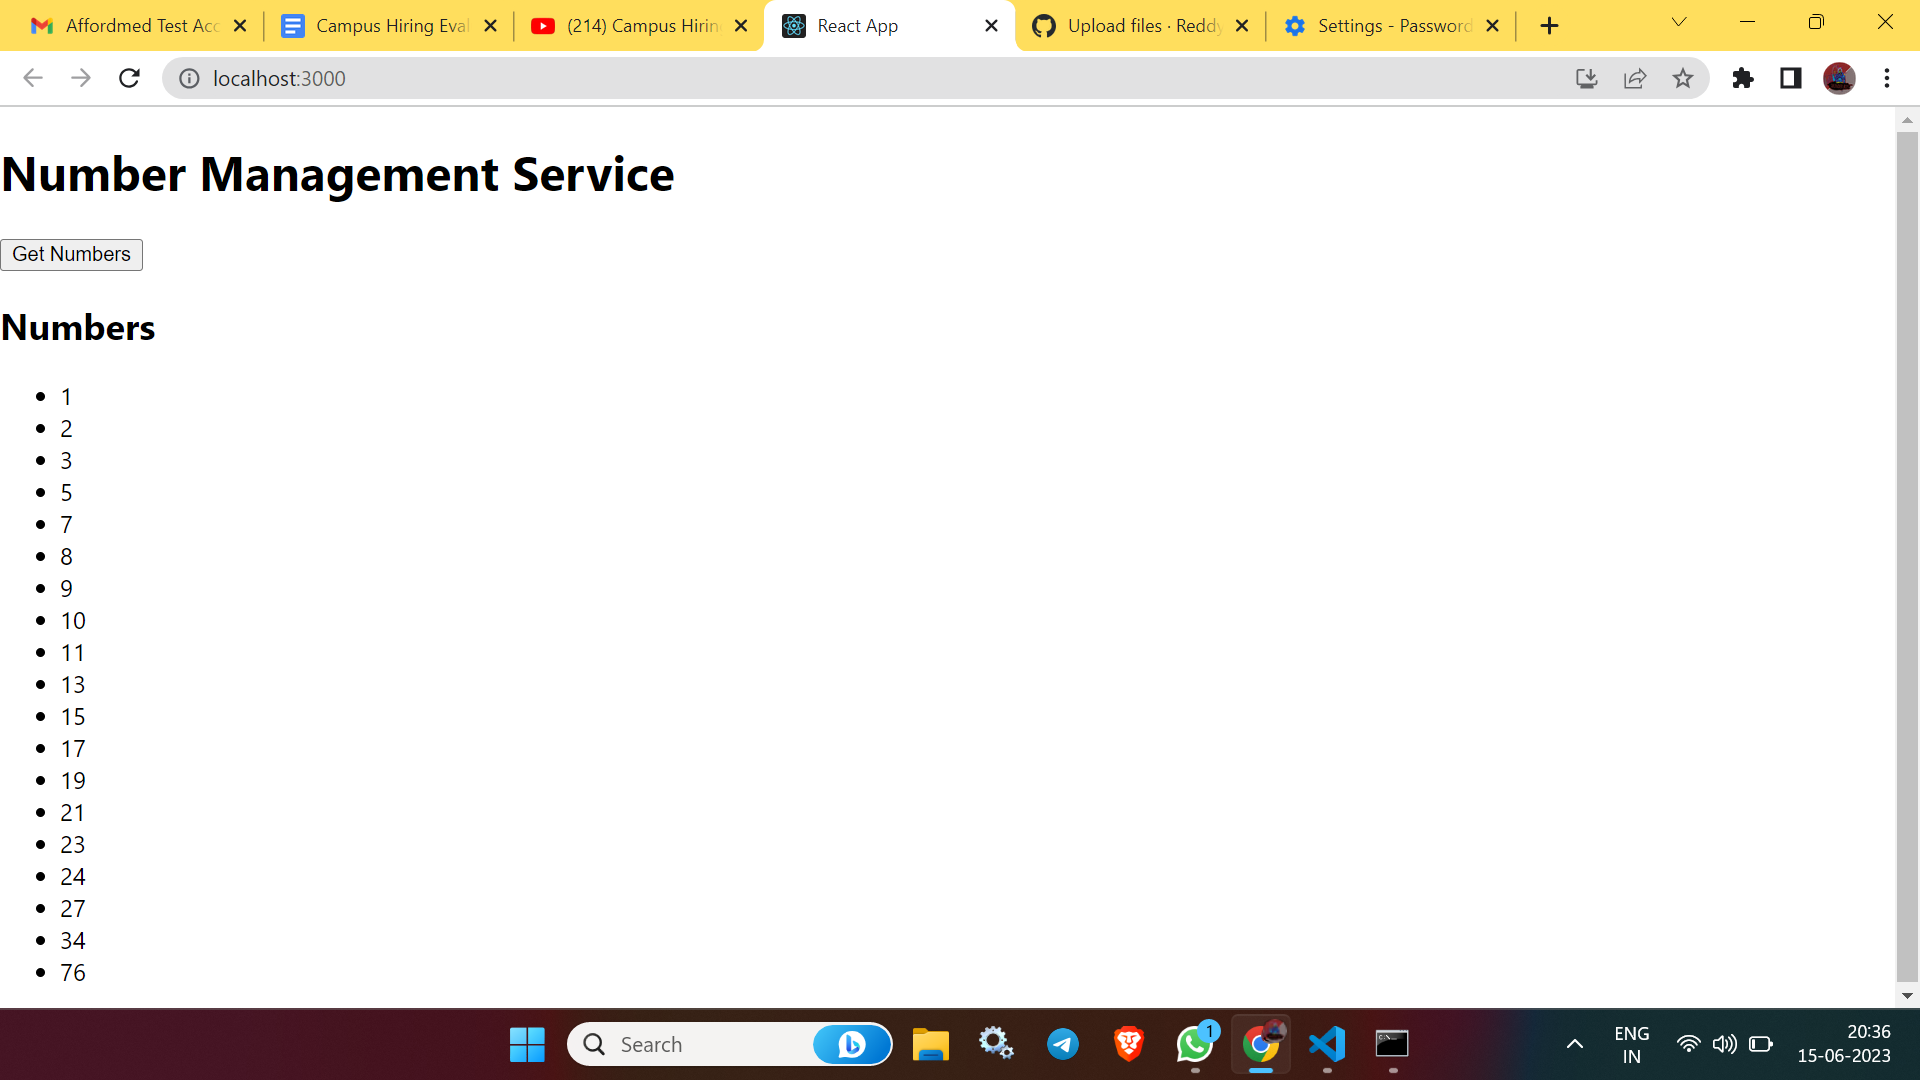 Affordmed Test Acc
Campus Hiring Eval
(214) Campus Hirin
React App
Upload files · Reddy
Settings - Password
localhost:3000
Number Management Service
Get Numbers
Numbers
1
2
3
5
7
8
9
10
11
13
15
17
19
21
23
24
27
34
76
Search
1
ENG
IN
20:36
15-06-2023